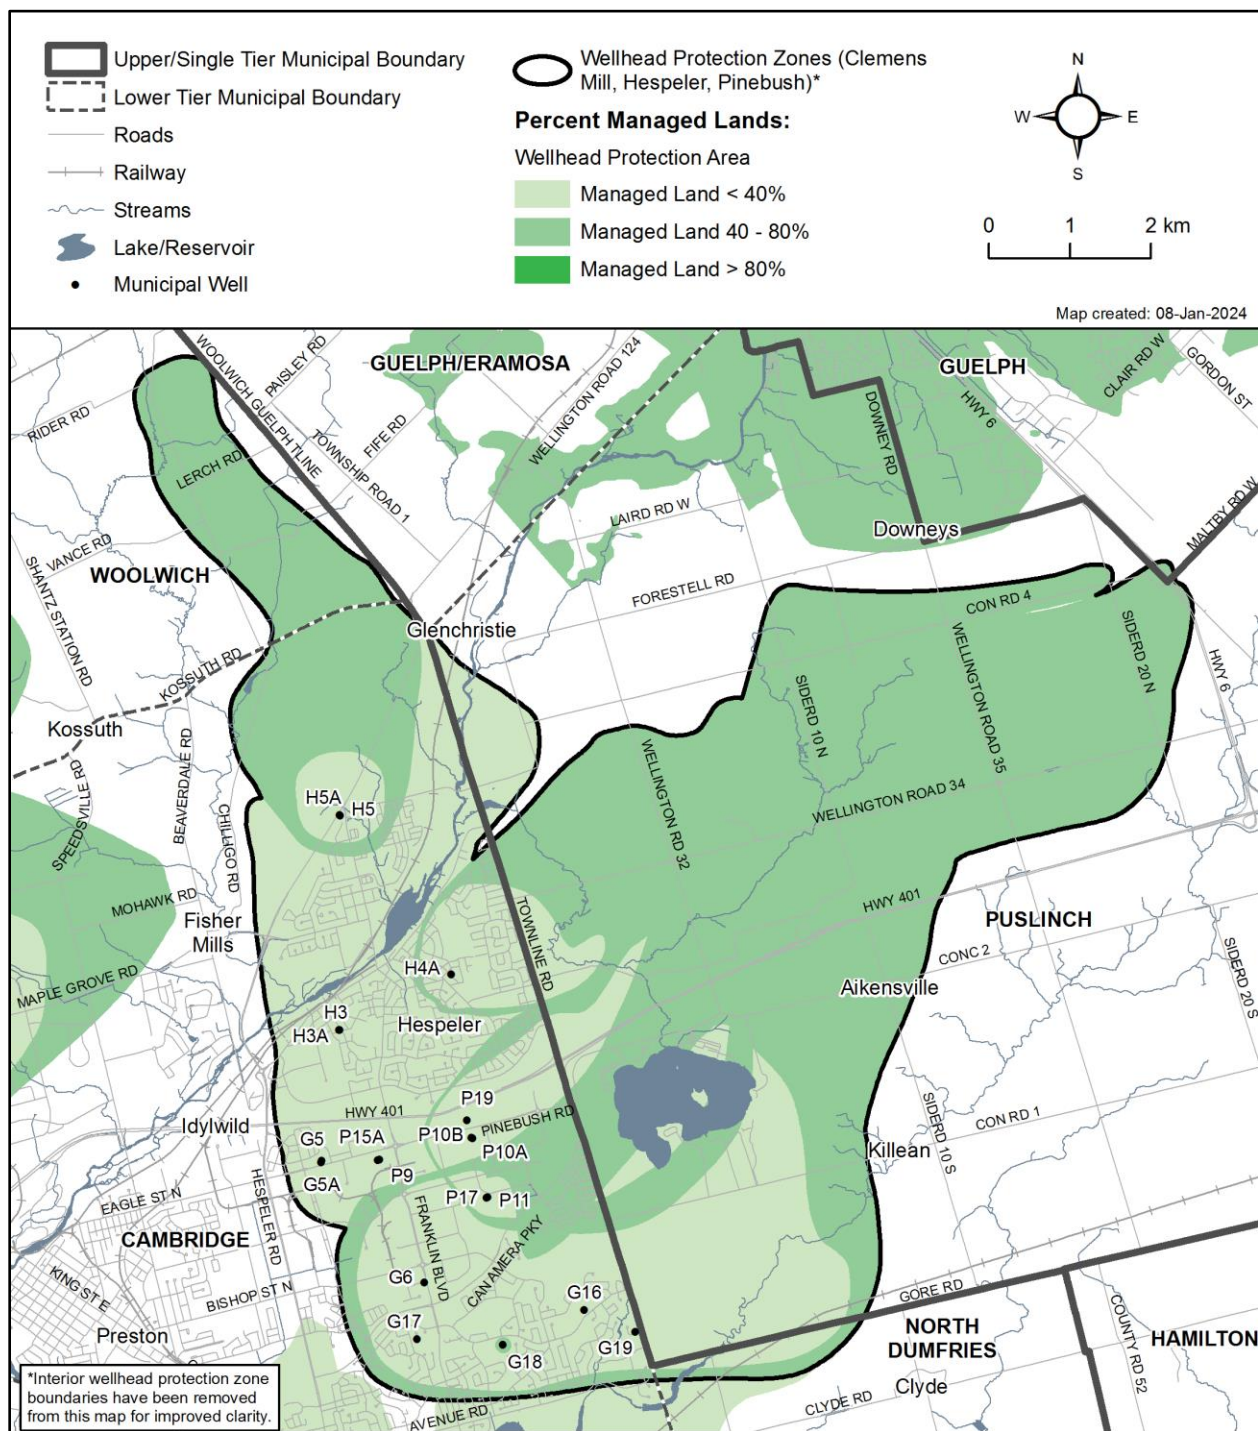 Upper/Single Tier Municipal Boundary
Lower Tier Municipal Boundary
Roads
Railway
Streams
Lake/Reservoir
Municipal Well
Wellhead Protection Zones (Clemens
Mill, Hespeler, Pinebush)*
Percent Managed Lands:
Wellhead Protection Area
Managed Land < 40%
Managed Land 40 - 80%
Managed Land > 80%
N
W
E
S
0 1 2 km
Map created: 08-Jan-2024
WOOLWICH GUELPH TLINE
PAISLEY RD
GUELPH/ERAMOSA
WELLINGTON ROAD 124
GUELPH
CLAIR RD W
GORDON ST
HWY 6
RIDER RD
LERCH RD
TOWNSHIP ROAD 1
FIFE RD
DOWNEY RD
LAIRD RD W
Downeys
MALTBY RD W
VANCE RD
WOOLWICH
SHANTZ STATION RD
FORESTELL RD
CON RD 4
Glenchristie
KOSSUTH RD
SIDERD 10 N
WELLINGTON ROAD 35
SIDERD 20 N
HWY 6
Kossuth
SPEEDSVILLE RD
BEAVERDALE RD
CHILLIGO RD
H5A
H5
WELLINGTON RD 32
WELLINGTON ROAD 34
MOHAWK RD
Fisher
Mills
TOWNLINE RD
HWY 401
PUSLINCH
MAPLE GROVE RD
H4A
CONC 2
Aikensville
SIDERD 20 S
H3
H3A
Hespeler
HWY 401
P19
PINEBUSH RD
Idylwild
G5
P15A
P10B
P10A
SIDERD 10 S
CON RD 1
Killean
G5A
P9
EAGLE ST N
HESPELER RD
P17
P11
FRANKLIN BLVD
CAN AMERA PKY
CAMBRIDGE
KING ST E
BISHOP ST N
G6
G16
GORE RD
Preston
G17
G18
G19
NORTH
DUMFRIES
COUNTY RD 52
HAMILTON
Clyde
CLYDE RD
AVENUE RD
*Interior wellhead protection zone
boundaries have been removed
from this map for improved clarity.